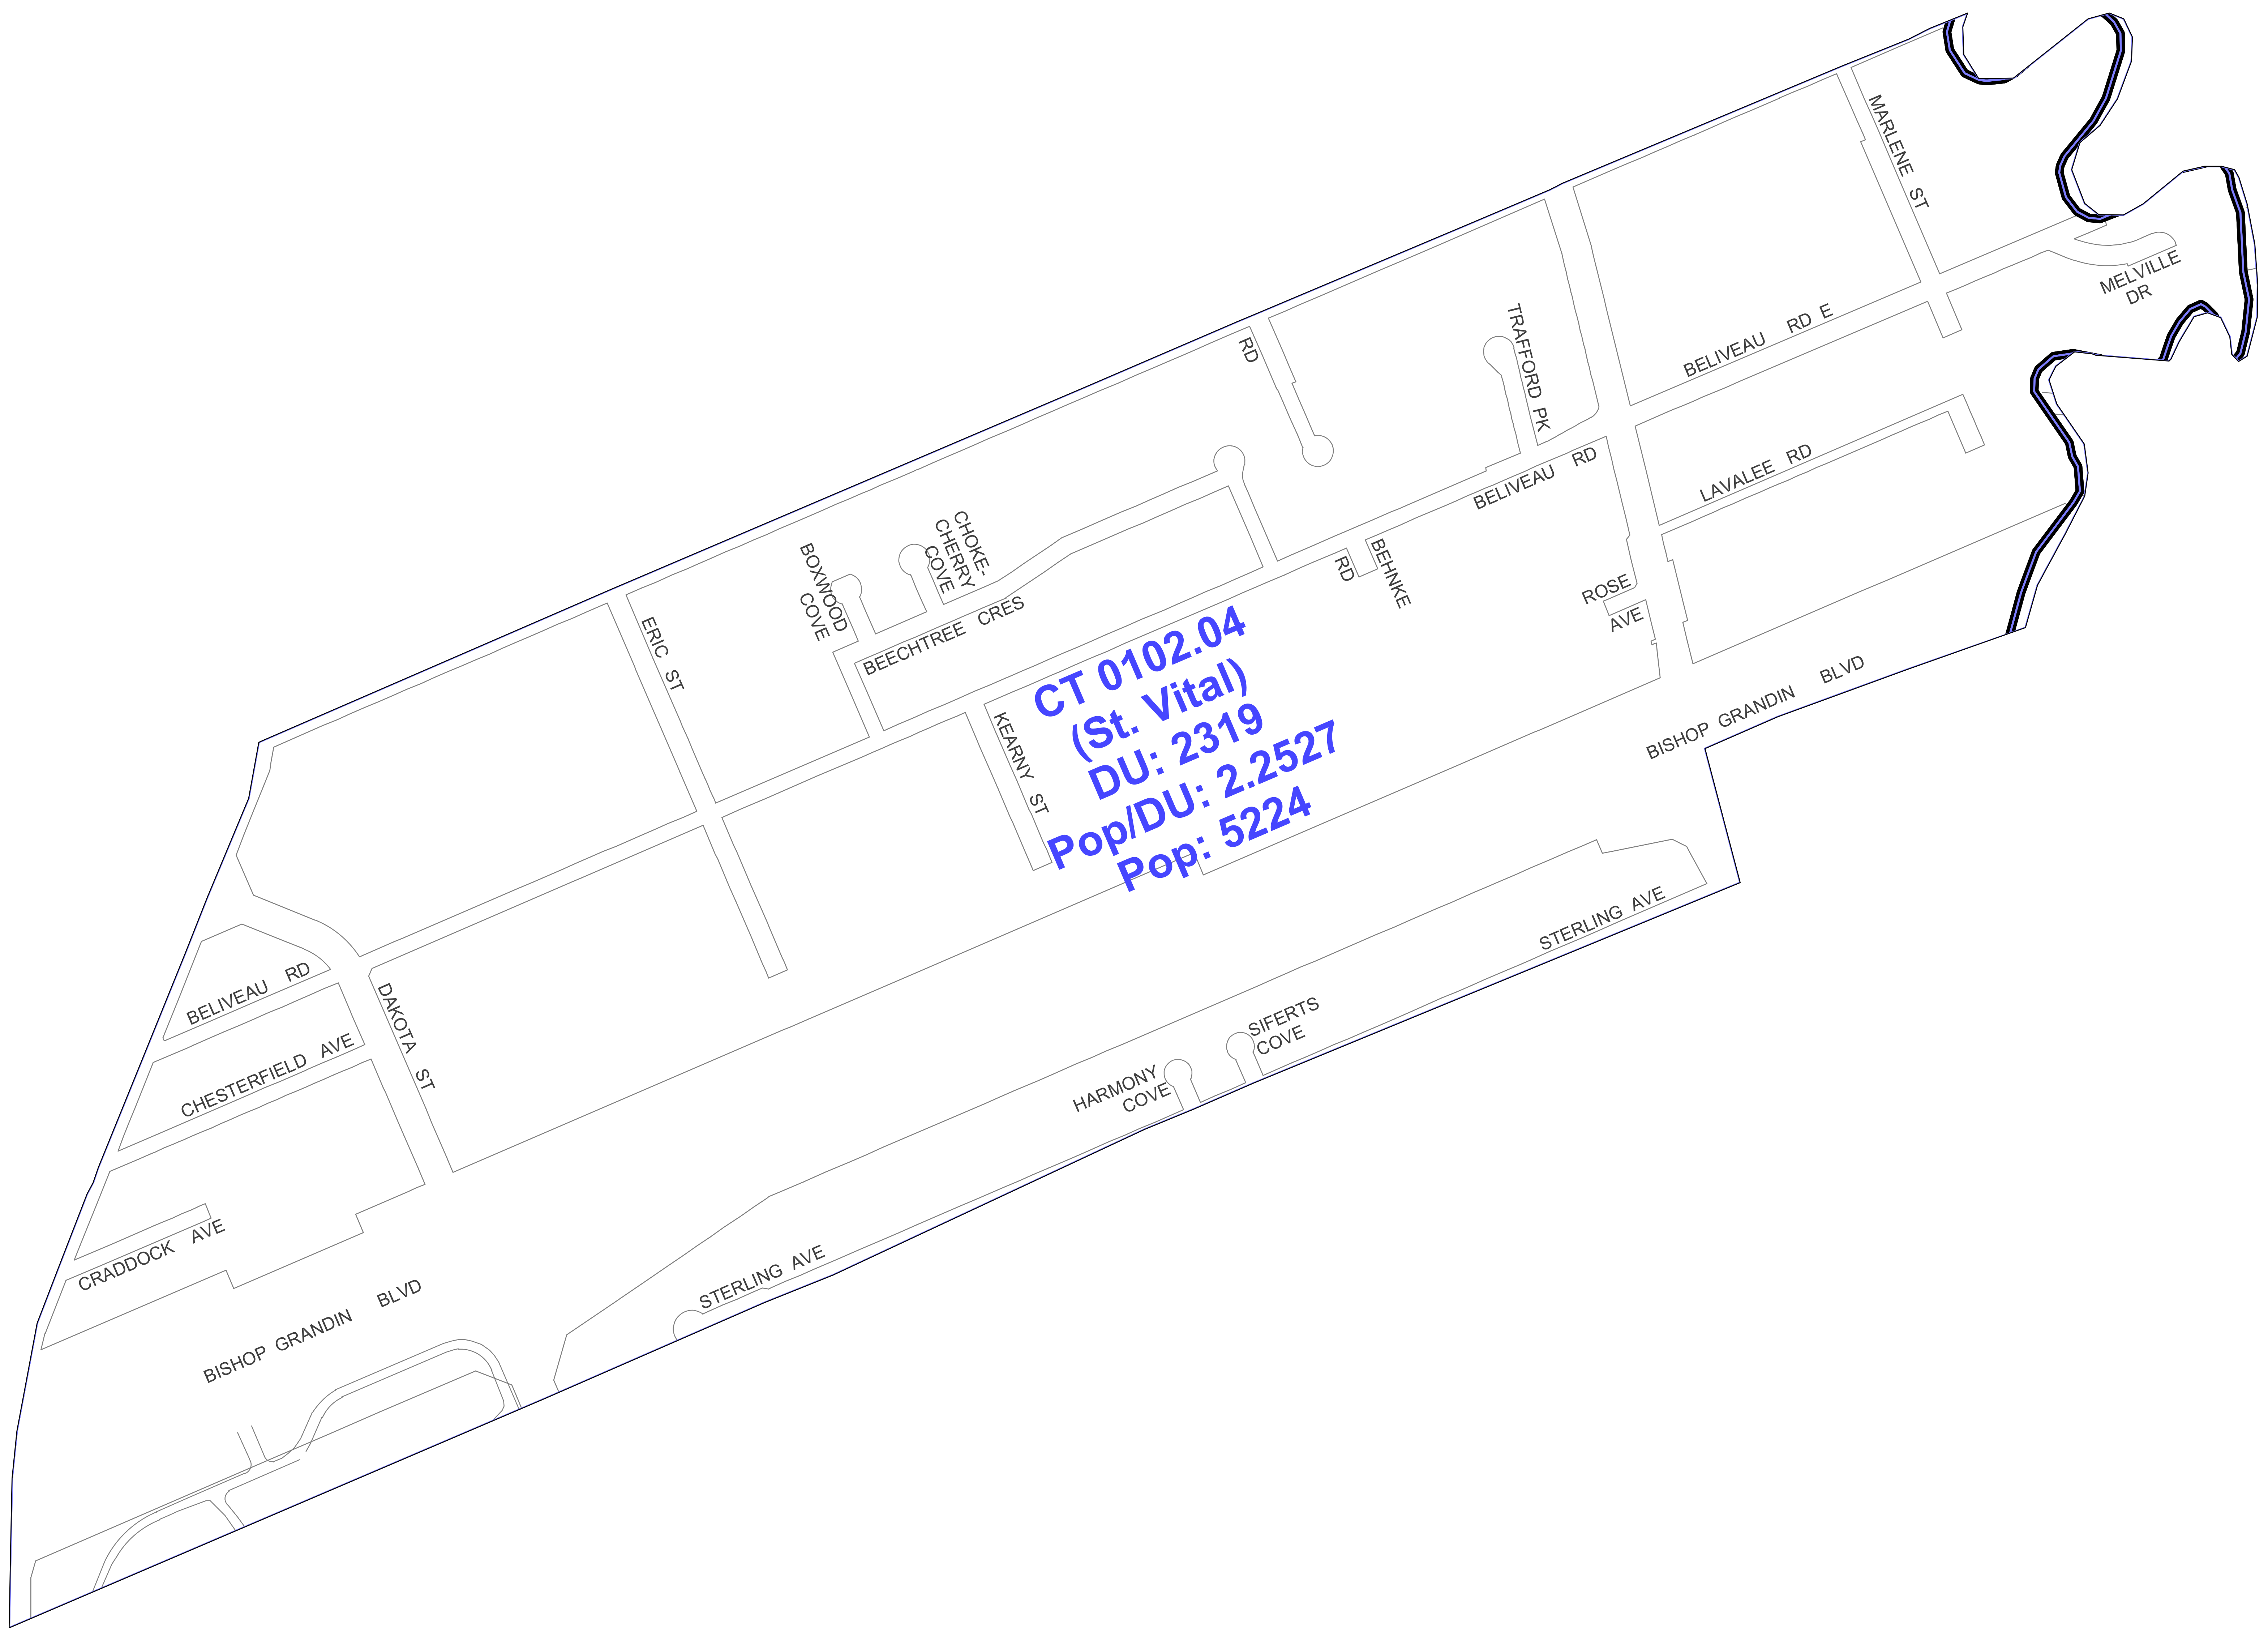 MARLENE ST
MELVILLE
DR
TRAFFORD PK
RD
BELIVEAU RD E
BELIVEAU RD
LAVALEE RD
CHOKE-
CHERRY
COVE
BOXWOOD
COVE
BEECHTREE CRES
ERIC ST
RD
BEHNKE
ROSE
AVE
CT 0102.04
(St. Vital)
DU: 2319
Pop/DU: 2.2527
Pop: 5224
KEARNY ST
BISHOP GRANDIN BLVD
STERLING AVE
BELIVEAU RD
DAKOTA ST
CHESTERFIELD AVE
SIFERTS
COVE
HARMONY
COVE
CRADDOCK AVE
STERLING AVE
BISHOP GRANDIN BLVD